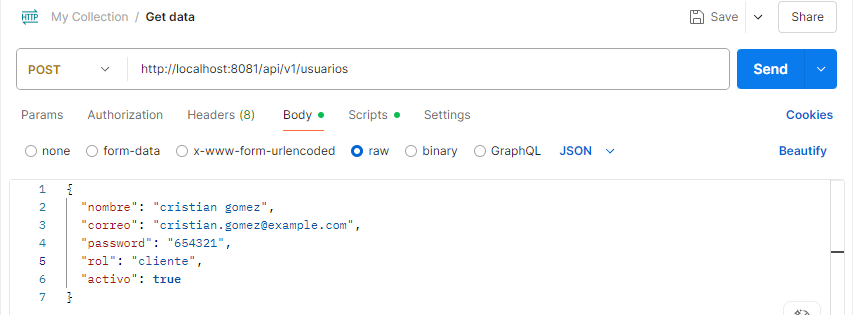 HTTP My Collection / Get data Save Share
POST http://localhost:8081/api/v1/usuarios Send
Params Authorization Headers (8) Body Scripts Settings Cookies
none form-data x-www-form-urlencoded raw binary GraphQL JSON Beautify
1 {
2 "nombre": "cristian gomez",
3 "correo": "cristian.gomez@example.com",
4 "password": "654321",
5 "rol": "cliente",
6 "activo": true
7 }